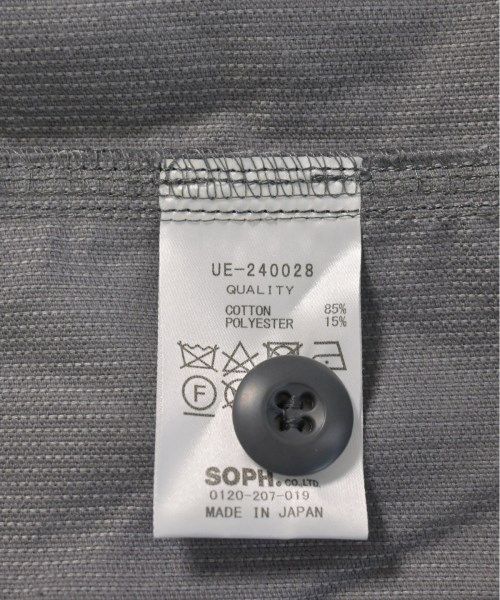 UE-240028
QUALITY
COTTON 85%
POLYESTER 15%
F
SOPH. CO.,LTD.
0120-207-019
MADE IN JAPAN